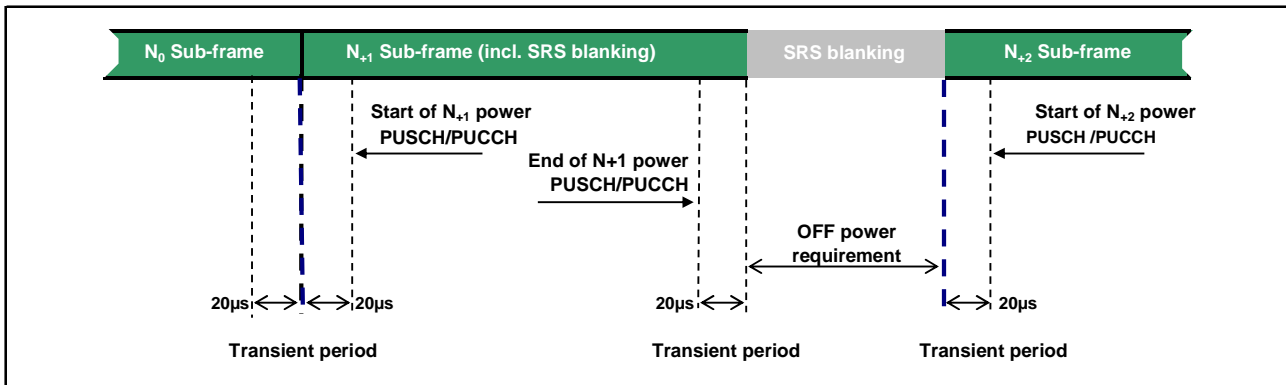 N0 Sub-frame
N+1 Sub-frame (incl. SRS blanking)
SRS blanking
N+2 Sub-frame
Start of N+1 power
PUSCH/PUCCH
End of N+1 power
PUSCH/PUCCH
Start of N+2 power
PUSCH /PUCCH
OFF power
requirement
20µs
20µs
20µs
20µs
Transient period
Transient period
Transient period